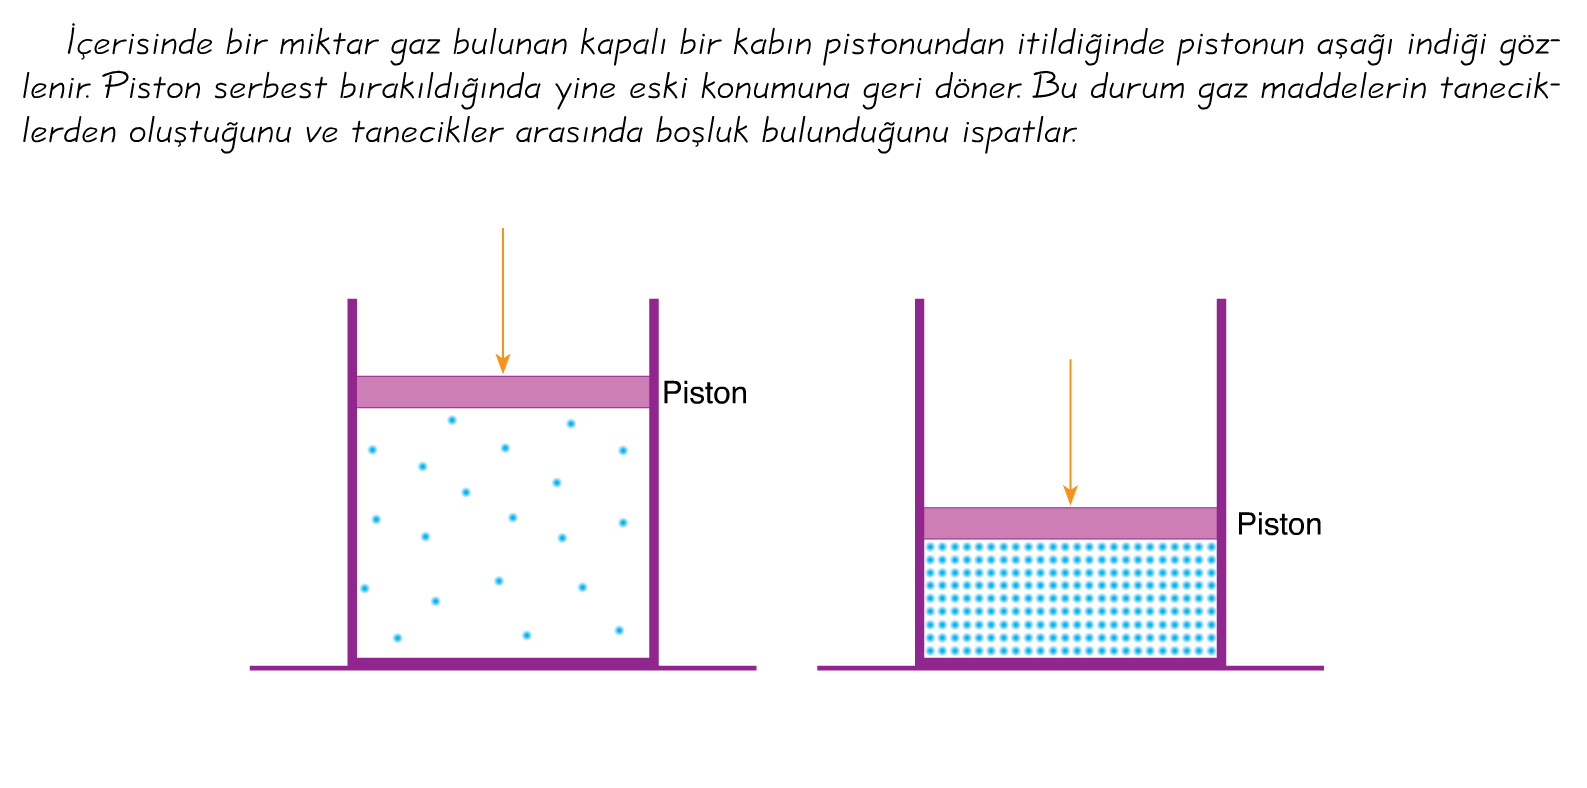 İçerisinde bir miktar gaz bulunan kapalı bir kabın pistonundan itildiğinde pistonun aşağı indiği göz-
lenir. Piston serbest bırakıldığında yine eski konumuna geri döner. Bu durum gaz maddelerin tanecik-
lerden oluştuğunu ve tanecikler arasında boşluk bulunduğunu ispatlar.
Piston
Piston